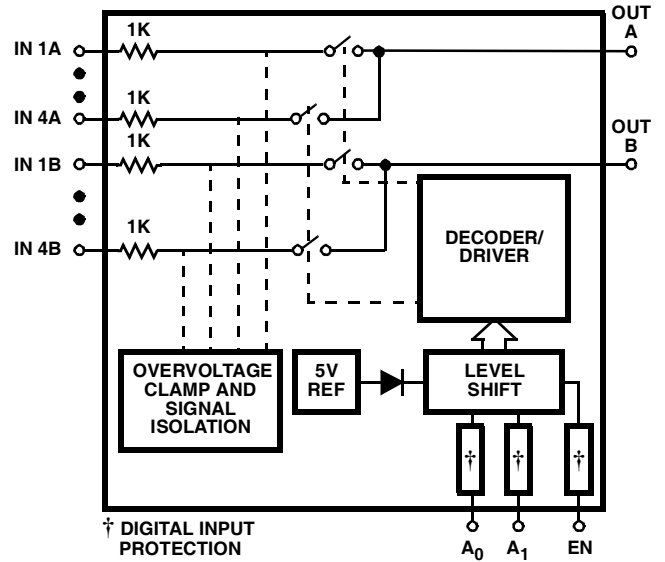 OUT
A
1K
IN 1A
1K
IN 4A
1K
OUT
B
IN 1B
1K
IN 4B
DECODER/
DRIVER
OVERVOLTAGE
CLAMP AND
SIGNAL
ISOLATION
5V
REF
LEVEL
SHIFT
† † †
† DIGITAL INPUT
PROTECTION
A0 A1 EN